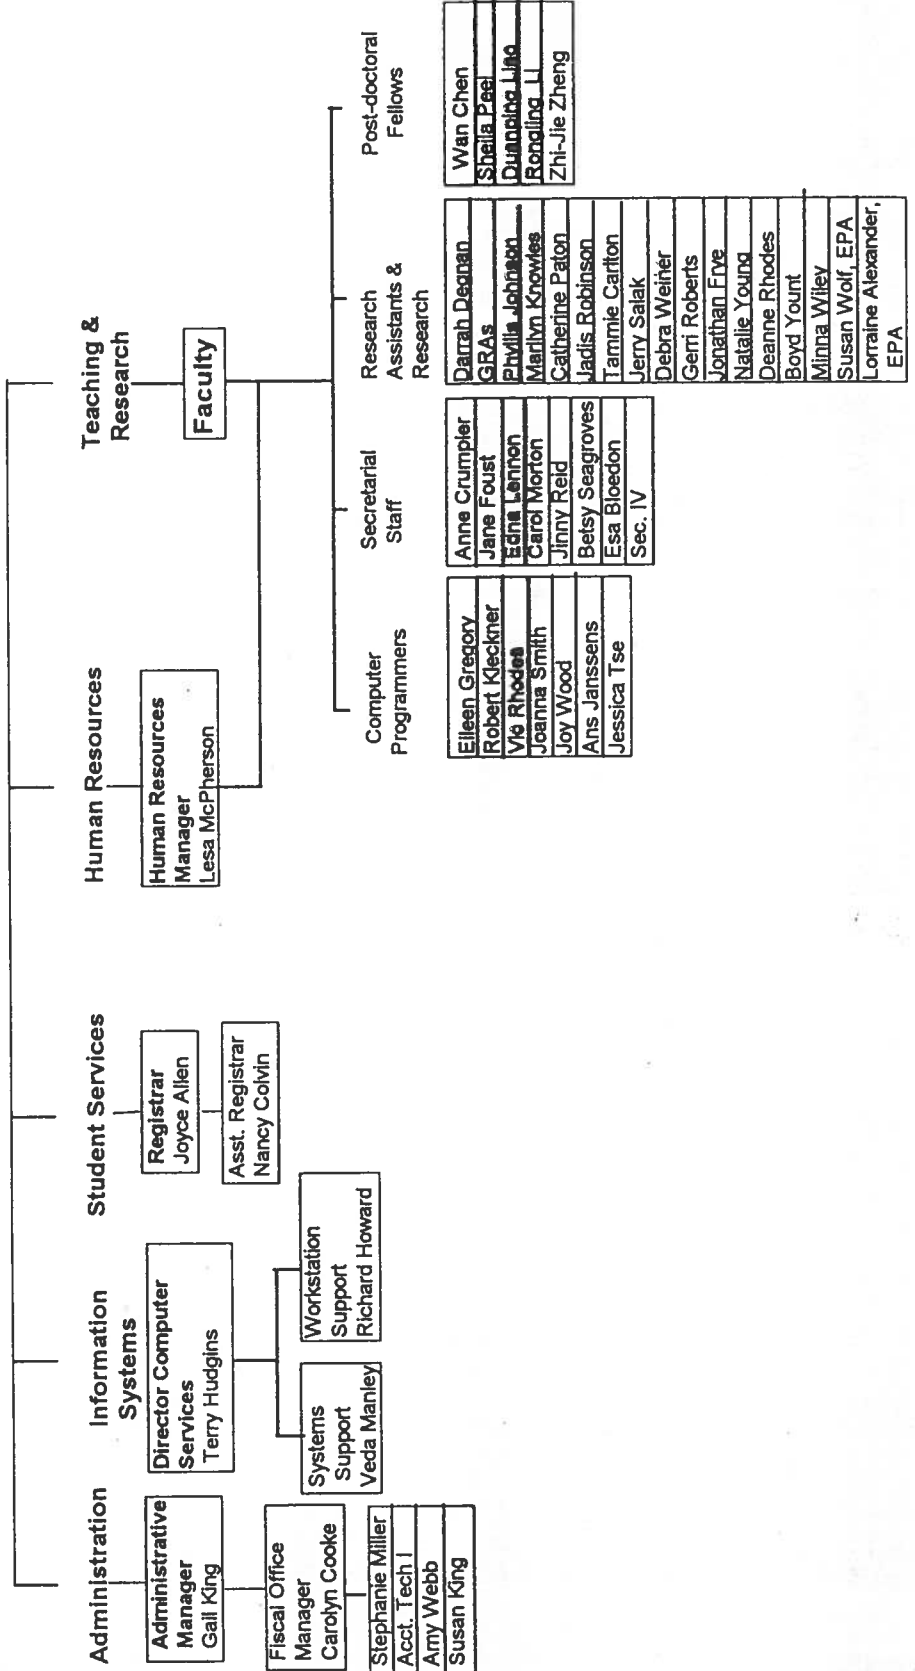 Administration
Administrative
Manager
Gail King
Fiscal Office
Manager
Carolyn Cooke
Stephanie Miller
Acct. Tech I
Amy Webb
Susan King
Information
Systems
Director Computer
Services
Terry Hudgins
Systems
Support
Veda Manley
Workstation
Support
Richard Howard
Student Services
Registrar
Joyce Allen
Asst. Registrar
Nancy Colvin
Human Resources
Human Resources
Manager
Lesa McPherson
Teaching &
Research
Faculty
Computer
Programmers
Eileen Gregory
Robert Kleckner
Vic Rhodes
Joanna Smith
Joy Wood
Ans Janssens
Jessica Tse
Secretarial
Staff
Anne Crumpler
Jane Foust
Edna Lennon
Carol Morton
Jinny Reid
Betsy Seagroves
Esa Bloedon
Sec. IV
Research
Assistants &
Research
Darrah Degnan
GRAs
Phyllis Johnson
Marilyn Knowles
Catherine Paton
Jadis Robinson
Tammie Carlton
Jerry Salak
Debra Weiner
Gerri Roberts
Jonathan Frye
Natalie Young
Deanne Rhodes
Boyd Yount
Minna Wiley
Susan Wolf, EPA
Lorraine Alexander,
EPA
Post-doctoral
Fellows
Wan Chen
Sheila Peel
Duanping Liao
Rongling Li
Zhi-Jie Zheng